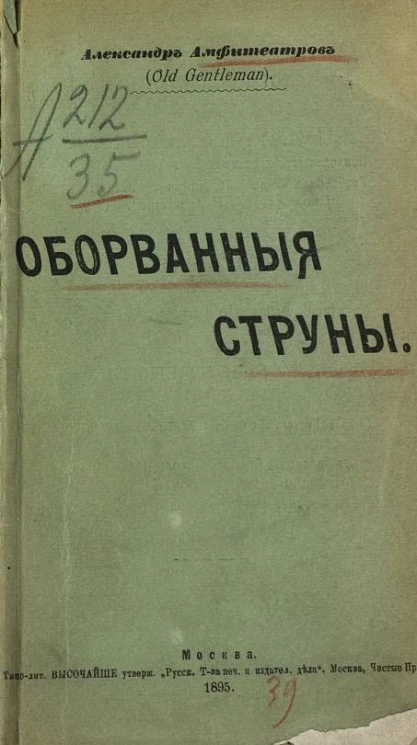 Александръ Амфитеатровъ
(Old Gentleman).
А 212
35
ОБОРВАННЫЯ
СТРУНЫ.
Москва.
Типо-лит. ВЫСОЧАЙШЕ утверж. „Русск. Т-ва печ. и издател. дѣла“. Москва, Чистые Пр
1895.
39